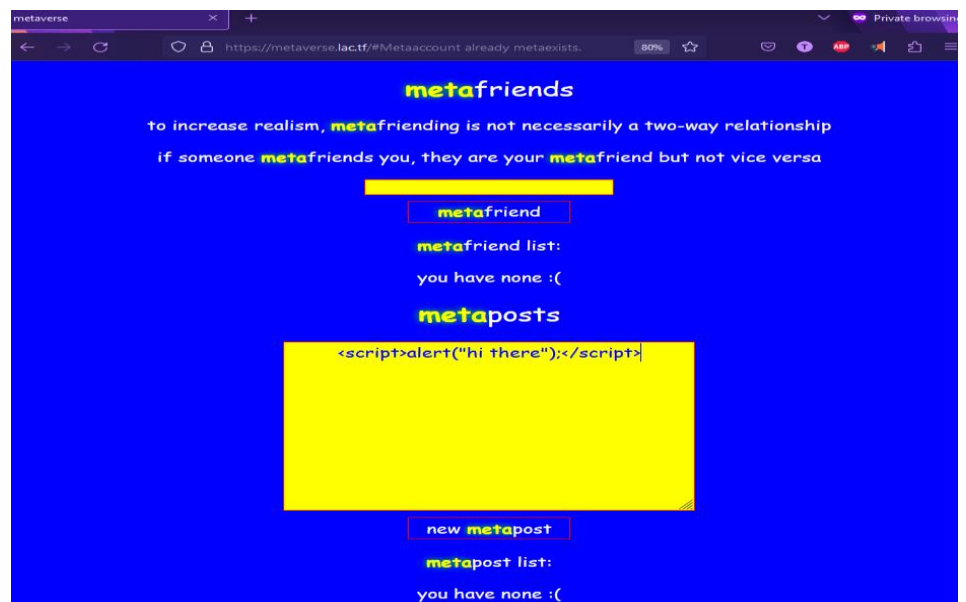 metaverse
Private browsing
https://metaverse.lac.tf/#Metaaccount already metaexists.
80%
ABP
metafriends
to increase realism, metafriending is not necessarily a two-way relationship
if someone metafriends you, they are your metafriend but not vice versa
metafriend
metafriend list:
you have none :(
metaposts
<script>alert("hi there");</script>
new metapost
metapost list:
you have none :(